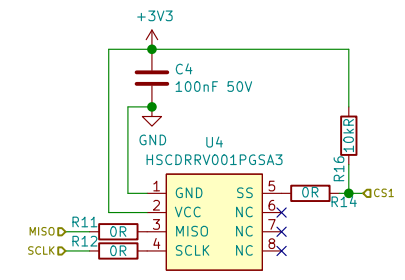 +3V3
C4
100nF 50V
GND
U4
HSCDRRV001PGSA3
R16
10kR
1 GND SS 5 0R R14 CS1
2 VCC NC 6
MISO R11 0R 3 MISO NC 7
SCLK R12 0R 4 SCLK NC 8